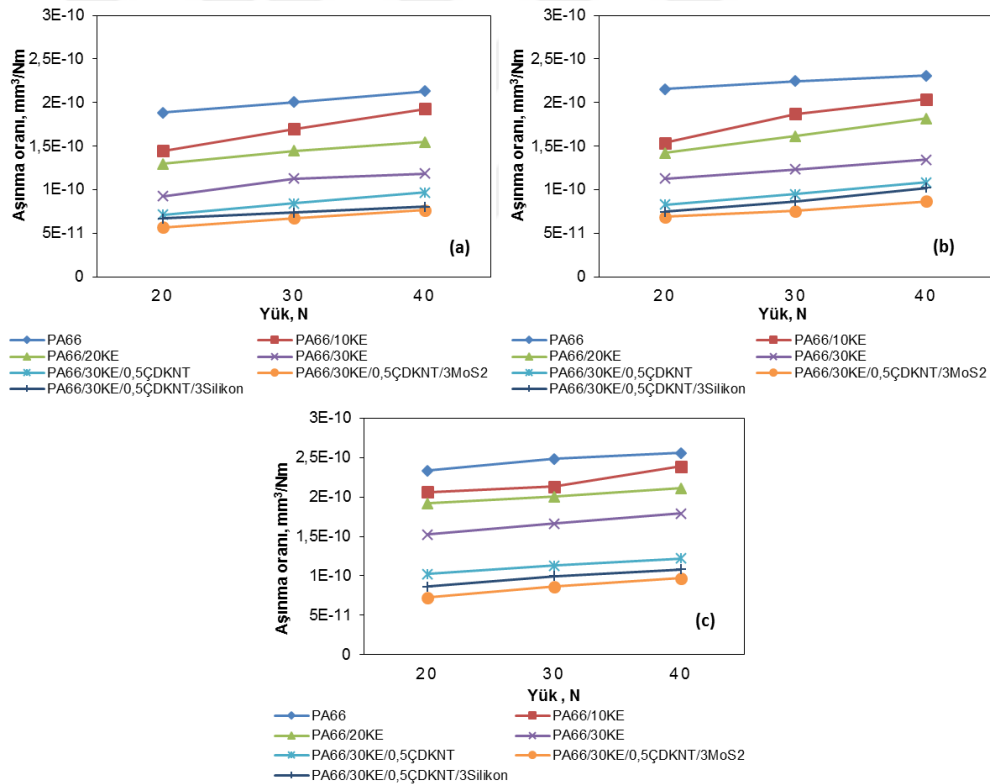 Aşınma oranı, mm³/Nm
3E-10
2,5E-10
2E-10
1,5E-10
1E-10
5E-11
0
20 30 40
Yük, N
(a)
PA66 PA66/10KE
PA66/20KE PA66/30KE
PA66/30KE/0,5ÇDKNT PA66/30KE/0,5ÇDKNT/3MoS2
PA66/30KE/0,5ÇDKNT/3Silikon
Aşınma oranı, mm³/Nm
3E-10
2,5E-10
2E-10
1,5E-10
1E-10
5E-11
0
20 30 40
Yük, N
(b)
PA66 PA66/10KE
PA66/20KE PA66/30KE
PA66/30KE/0,5ÇDKNT PA66/30KE/0,5ÇDKNT/3MoS2
PA66/30KE/0,5ÇDKNT/3Silikon
Aşınma oranı, mm³/Nm
3E-10
2,5E-10
2E-10
1,5E-10
1E-10
5E-11
0
20 30 40
Yük , N
(c)
PA66 PA66/10KE
PA66/20KE PA66/30KE
PA66/30KE/0,5ÇDKNT PA66/30KE/0,5ÇDKNT/3MoS2
PA66/30KE/0,5ÇDKNT/3Silikon